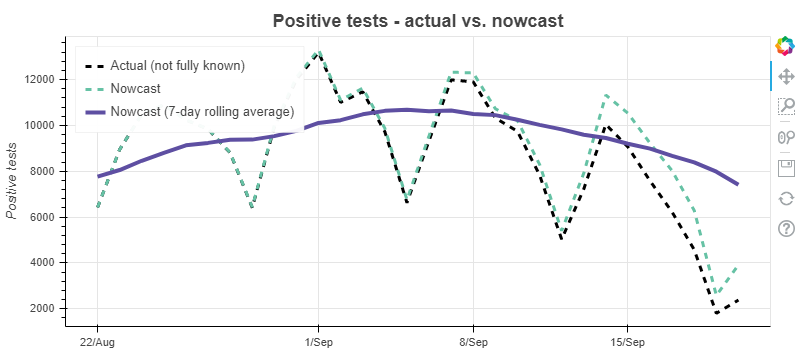 Positive tests - actual vs. nowcast
Actual (not fully known)
Nowcast
Nowcast (7-day rolling average)
Positive tests
12000
10000
8000
6000
4000
2000
22/Aug
1/Sep
8/Sep
15/Sep